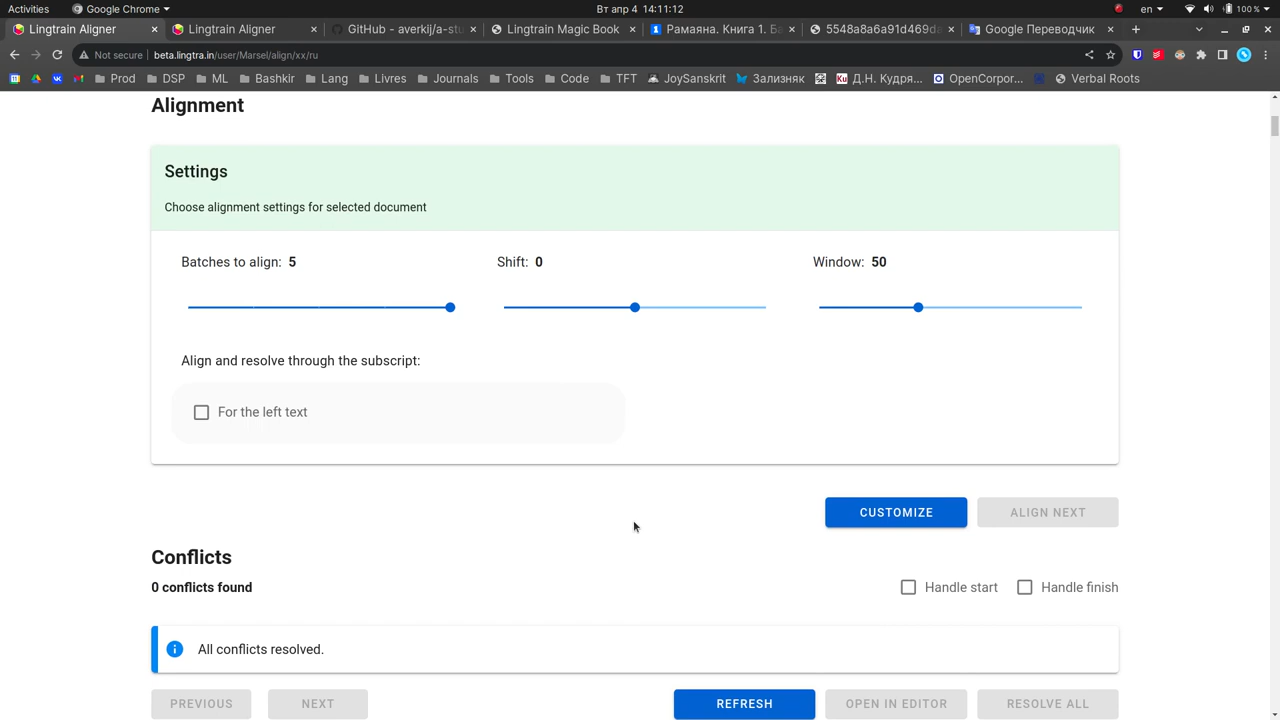 Activities
Google Chrome
Вт апр 4 14:11:12
en
100 %
Lingtrain Aligner
Lingtrain Aligner
GitHub - averkij/a-stu
Lingtrain Magic Book
Рамаяна. Книга 1. Ба
5548a8a6a91d469da
Google Переводчик
Not secure
beta.lingtra.in/user/Marsel/align/xx/ru
Prod
DSP
ML
Bashkir
Lang
Livres
Journals
Tools
Code
TFT
JoySanskrit
Зализняк
Ku
Д.Н. Кудря...
OpenCorpor...
Verbal Roots
Alignment
Settings
Choose alignment settings for selected document
Batches to align: 5
Shift: 0
Window: 50
Align and resolve through the subscript:
For the left text
CUSTOMIZE
ALIGN NEXT
Conflicts
0 conflicts found
Handle start
Handle finish
All conflicts resolved.
PREVIOUS
NEXT
REFRESH
OPEN IN EDITOR
RESOLVE ALL